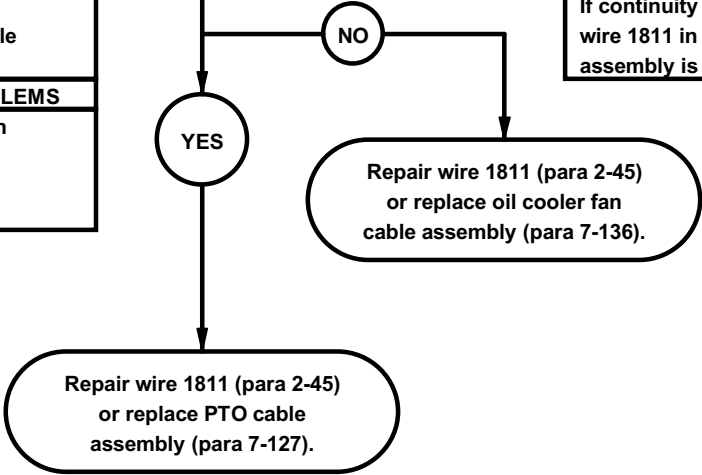 le
LEMS
NO
If continuity
wire 1811 in
assembly is
YES
Repair wire 1811 (para 2-45)
or replace oil cooler fan
cable assembly (para 7-136).
Repair wire 1811 (para 2-45)
or replace PTO cable
assembly (para 7-127).